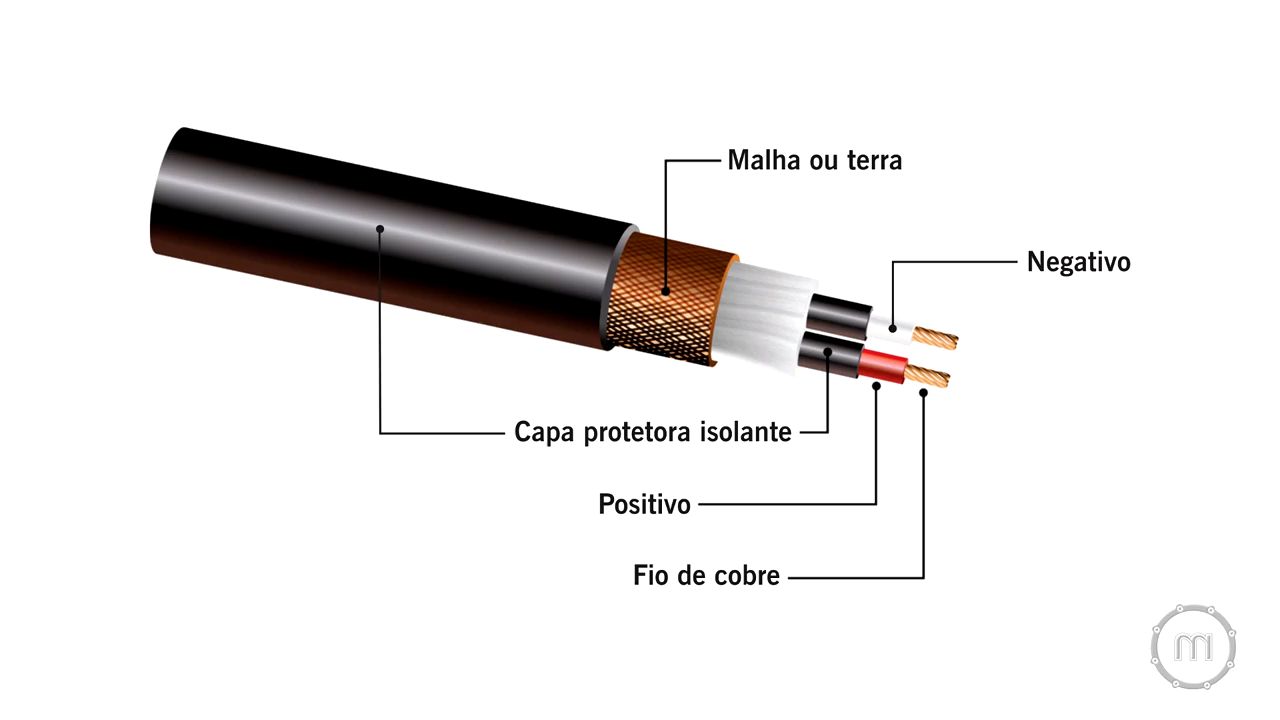 Malha ou terra
Negativo
Capa protetora isolante
Positivo
Fio de cobre